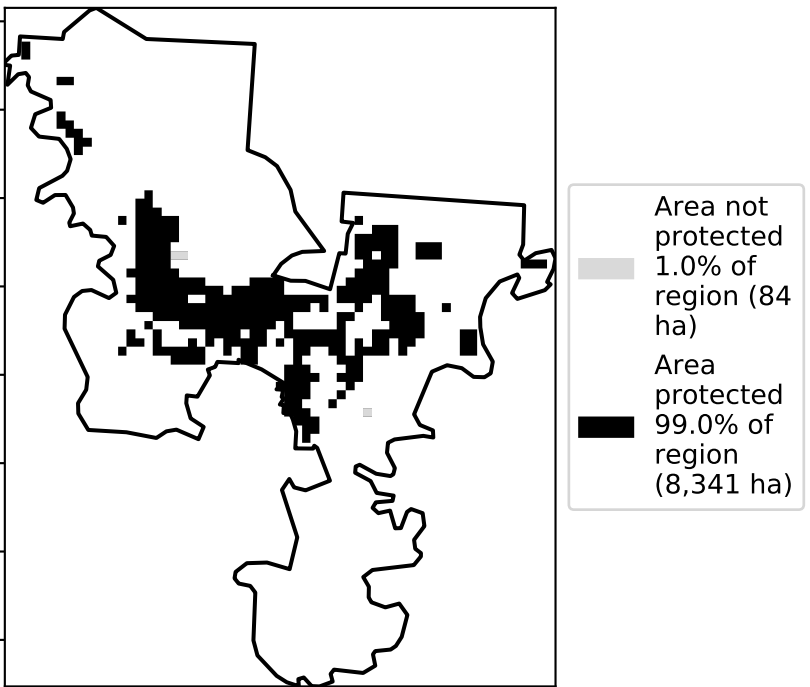 Area not
protected
1.0% of
region (84
ha)
Area
protected
99.0% of
region
(8,341 ha)